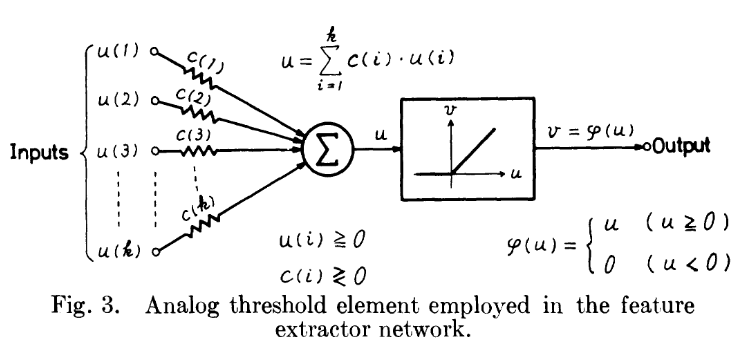 u(1)
c(1)
u = Σ c(i)·u(i)
k
i=1
u(2)
c(2)
v
Inputs
u(3)
c(3)
Σ
u
u
v = φ(u)
Output
c(k)
u(k)
u(i) ≧ 0
c(i) ⋛ 0
φ(u) = { u (u ≧ 0)
0 (u < 0)
Fig. 3. Analog threshold element employed in the feature
extractor network.